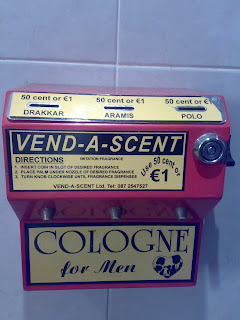 50 cent or €1 50 cent or €1 50 cent or €1
DRAKKAR ARAMIS POLO
VEND-A-SCENT
DIRECTIONS IMITATION FRAGRANCE
1. INSERT COIN IN SLOT OF DESIRED FRAGRANCE
2. PLACE PALM UNDER NOZZLE OF DESIRED FRAGRANCE
3. TURN KNOB CLOCKWISE UNTIL FRAGRANCE DISPENSES
VEND-A-SCENT Ltd. Tel: 087 2547527
Use 50 cent or
€1
COLOGNE
for Men